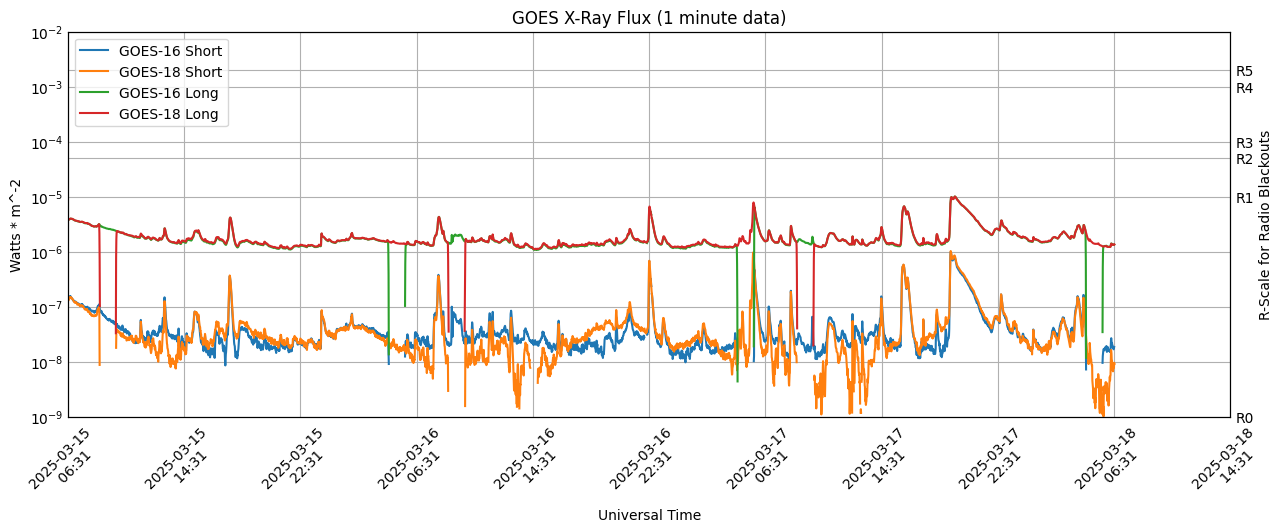 GOES X-Ray Flux (1 minute data)
GOES-16 Short
GOES-18 Short
GOES-16 Long
GOES-18 Long
Watts * m^-2
10⁻²
10⁻³
10⁻⁴
10⁻⁵
10⁻⁶
10⁻⁷
10⁻⁸
10⁻⁹
R5
R4
R3
R2
R1
R0
R-Scale for Radio Blackouts
2025-03-15
06:31
2025-03-15
14:31
2025-03-15
22:31
2025-03-16
06:31
2025-03-16
14:31
2025-03-16
22:31
2025-03-17
06:31
2025-03-17
14:31
2025-03-17
22:31
2025-03-18
06:31
2025-03-18
14:31
Universal Time